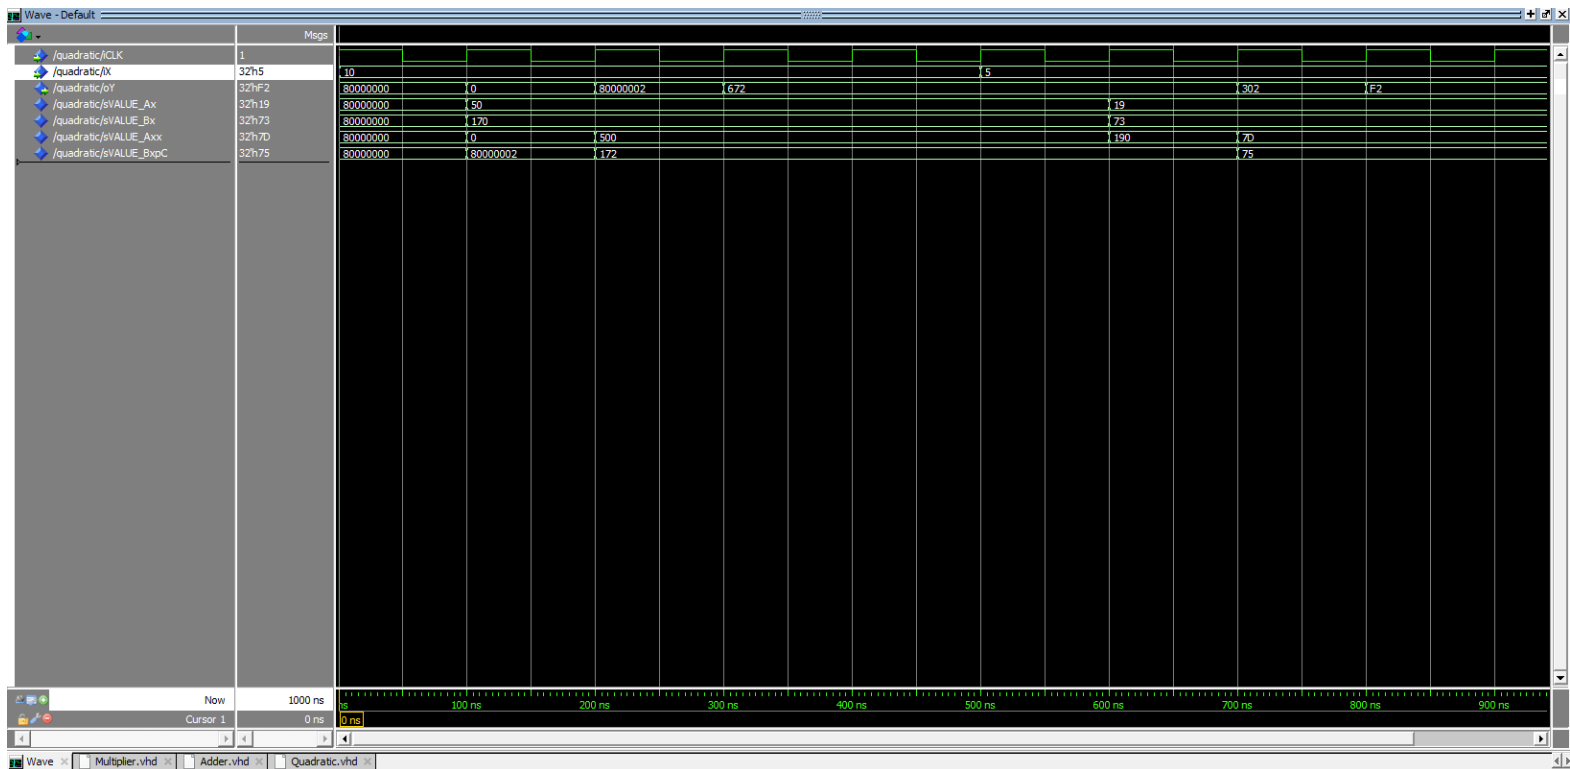 Wave - Default
Msgs
/quadratic/iCLK 1
/quadratic/iX 32'h5 10 5
/quadratic/oY 32'hF2 80000000 0 80000002 672 302 F2
/quadratic/sVALUE_Ax 32'h19 80000000 50 19
/quadratic/sVALUE_Bx 32'h73 80000000 170 73
/quadratic/sVALUE_Axx 32'h7D 80000000 0 500 190 7D
/quadratic/sVALUE_BxpC 32'h75 80000000 80000002 172 75
Now 1000 ns ns 100 ns 200 ns 300 ns 400 ns 500 ns 600 ns 700 ns 800 ns 900 ns
Cursor 1 0 ns 0 ns
Wave Multiplier.vhd Adder.vhd Quadratic.vhd